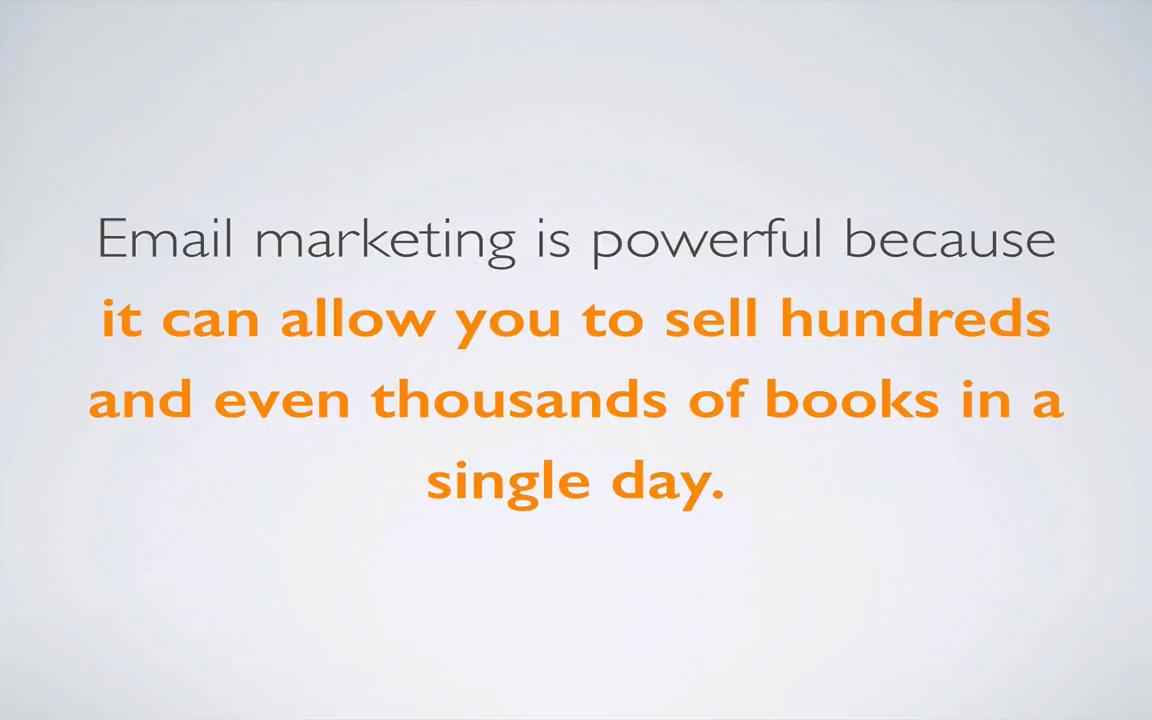 Email marketing is powerful because
it can allow you to sell hundreds
and even thousands of books in a
single day.